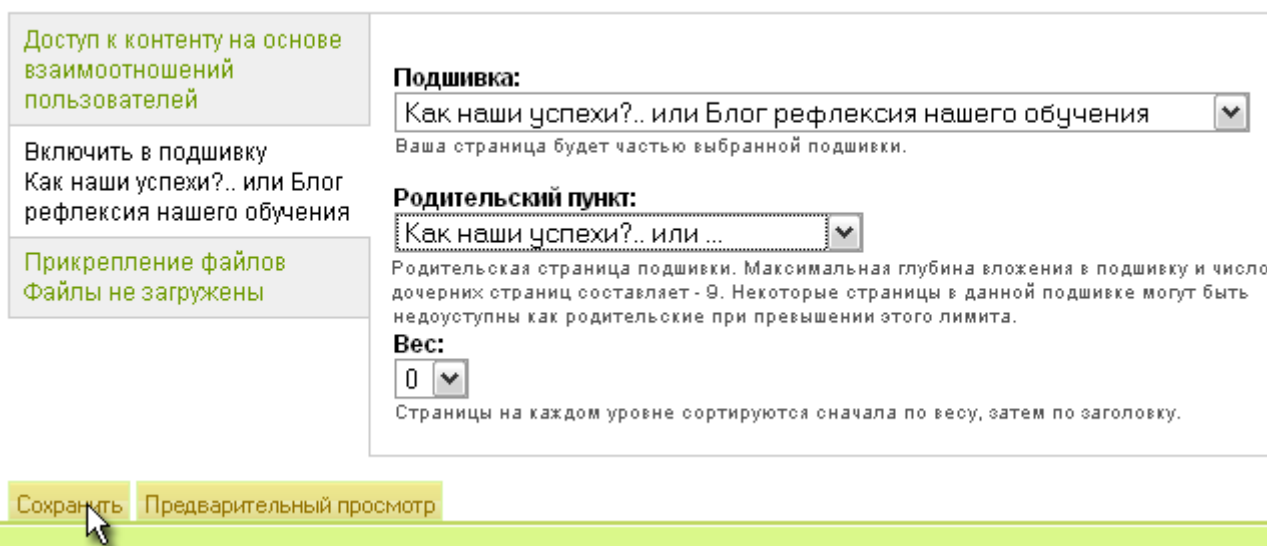 Доступ к контенту на основе
взаимоотношений
пользователей
Включить в подшивку
Как наши успехи?.. или Блог
рефлексия нашего обучения
Прикрепление файлов
Файлы не загружены
Подшивка:
Как наши успехи?.. или Блог рефлексия нашего обучения
Ваша страница будет частью выбранной подшивки.
Родительский пункт:
Как наши успехи?.. или ...
Родительская страница подшивки. Максимальная глубина вложения в подшивку и число
дочерних страниц составляет - 9. Некоторые страницы в данной подшивке могут быть
недоуступны как родительские при превышении этого лимита.
Вес:
0
Страницы на каждом уровне сортируются сначала по весу, затем по заголовку.
Сохранить Предварительный просмотр